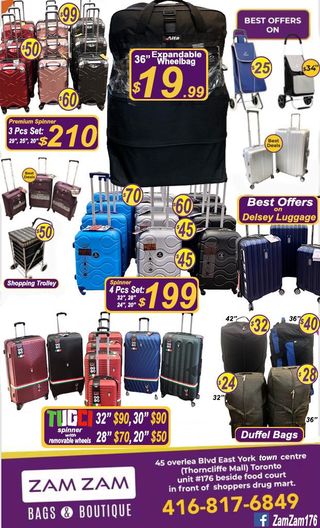 $99
$50
$60
Alfa
36" Expandable
Wheelbag
$19.99
BEST OFFERS
ON
$25
$34
Premium Spinner
3 Pcs Set:
$210
Best
Deals
Best
Deals
$50
Shopping Trolley
$70
$60
$45
$45
Best Offers
on
Delsey Luggage
Spinner
4 Pcs Set:
32", 28"
24", 20"
$199
42"
$32
36"
$40
$24
32"
$28
36"
TUCCI
spinner
with
removable wheels
32" $90, 30" $90
28" $70, 20" $50
Duffel Bags
ZAM ZAM
BAGS & BOUTIQUE
45 overlea Blvd East York town centre
(Thorncliffe Mall) Toronto
unit #176 beside food court
in front of shoppers drug mart.
416-817-6849
f ZamZam176